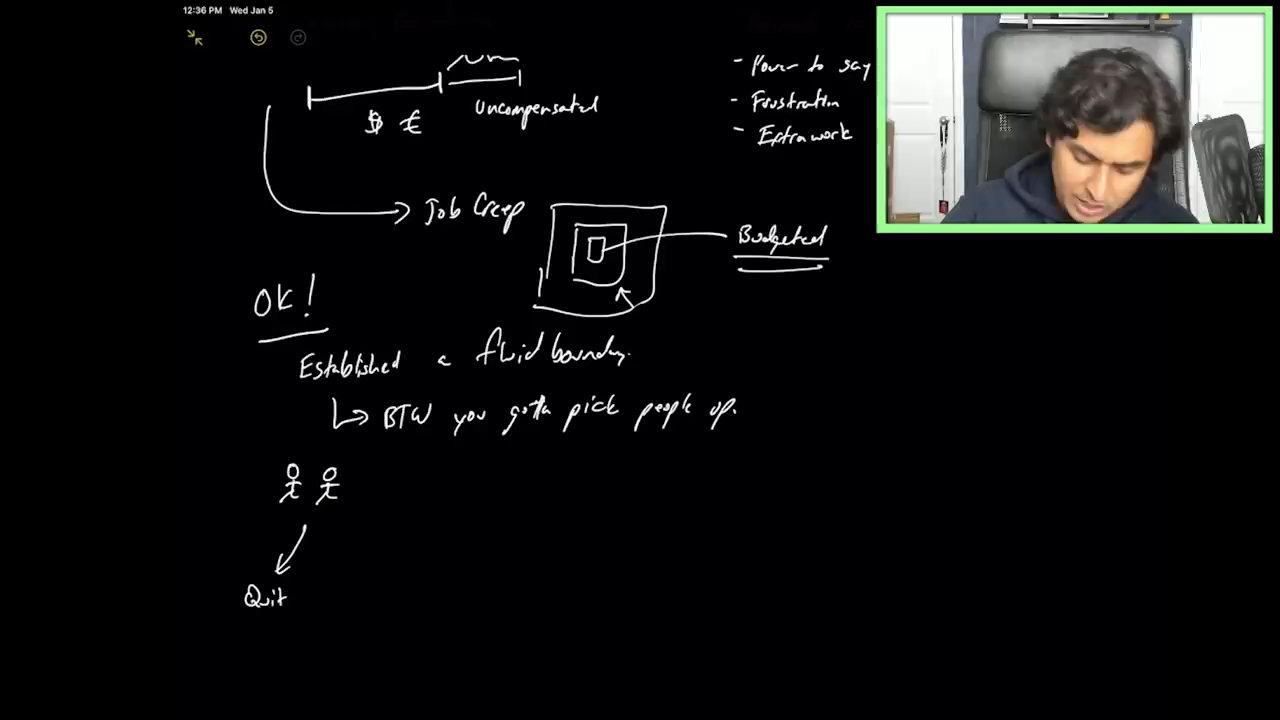 12:36 PM Wed Jan 5
- Power to say
$ €
Uncompensated
- Frustration
- Extra work
Job Creep
Budgeted
OK!
Established a fluid boundary.
BTW you gotta pick people up.
Quit